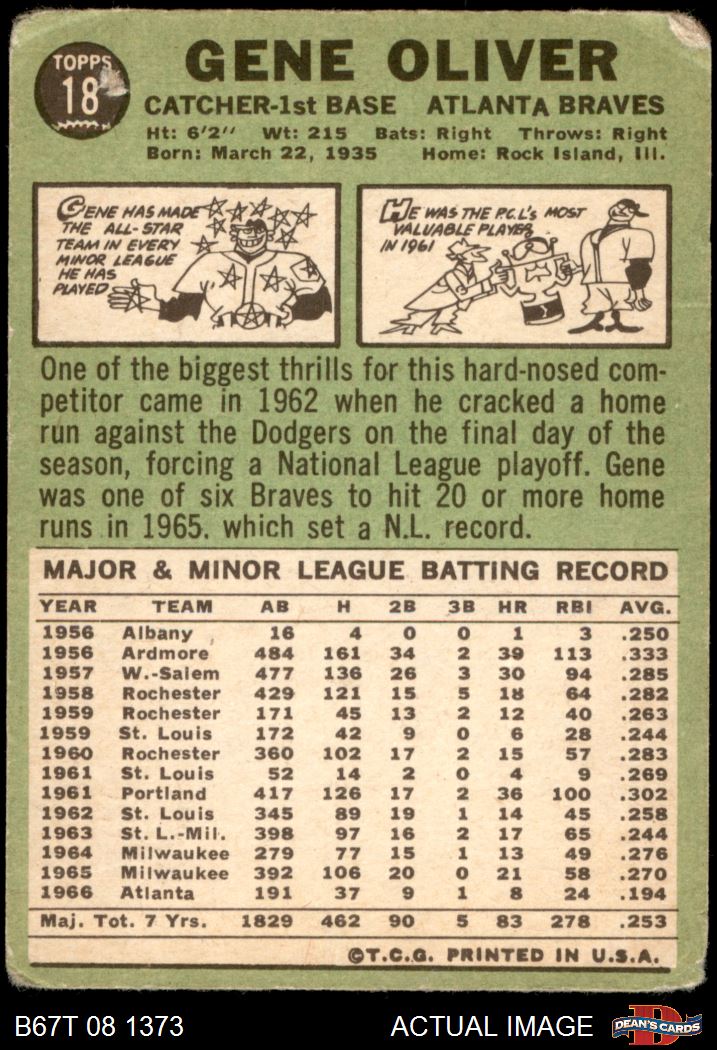 TOPPS
18
GENE OLIVER
CATCHER-1st BASE ATLANTA BRAVES
Ht: 6'2" Wt: 215 Bats: Right Throws: Right
Born: March 22, 1935 Home: Rock Island, Ill.
GENE HAS MADE
THE ALL-STAR
TEAM IN EVERY
MINOR LEAGUE
HE HAS
PLAYED
HE WAS THE P.C.L'S MOST
VALUABLE PLAYER
IN 1961
One of the biggest thrills for this hard-nosed com-
petitor came in 1962 when he cracked a home
run against the Dodgers on the final day of the
season, forcing a National League playoff. Gene
was one of six Braves to hit 20 or more home
runs in 1965. which set a N.L. record.
MAJOR & MINOR LEAGUE BATTING RECORD
YEAR TEAM AB H 2B 3B HR RBI AVG.
1956 Albany 16 4 0 0 1 3 .250
1956 Ardmore 484 161 34 2 39 113 .333
1957 W.-Salem 477 136 26 3 30 94 .285
1958 Rochester 429 121 15 5 18 64 .282
1959 Rochester 171 45 13 2 12 40 .263
1959 St. Louis 172 42 9 0 6 28 .244
1960 Rochester 360 102 17 2 15 57 .283
1961 St. Louis 52 14 2 0 4 9 .269
1961 Portland 417 126 17 2 36 100 .302
1962 St. Louis 345 89 19 1 14 45 .258
1963 St. L.-Mil. 398 97 16 2 17 65 .244
1964 Milwaukee 279 77 15 1 13 49 .276
1965 Milwaukee 392 106 20 0 21 58 .270
1966 Atlanta 191 37 9 1 8 24 .194
Maj. Tot. 7 Yrs. 1829 462 90 5 83 278 .253
©T.C.G. PRINTED IN U.S.A.
B67T 08 1373 ACTUAL IMAGE
D
DEAN'S CARDS